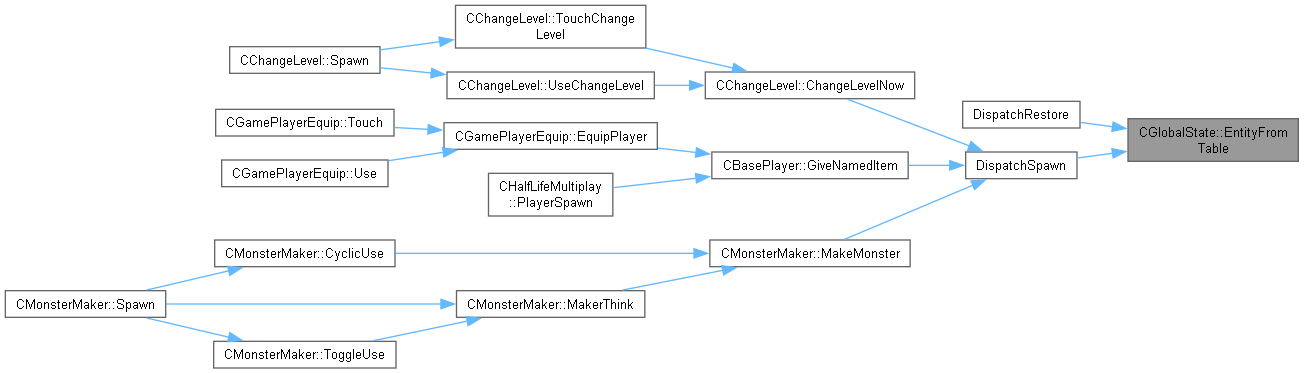 CChangeLevel::TouchChange
Level
CChangeLevel::Spawn
CChangeLevel::UseChangeLevel
CChangeLevel::ChangeLevelNow
DispatchRestore
CGamePlayerEquip::Touch
CGamePlayerEquip::EquipPlayer
CGlobalState::EntityFrom
Table
CGamePlayerEquip::Use
CBasePlayer::GiveNamedItem
DispatchSpawn
CHalfLifeMultiplay
::PlayerSpawn
CMonsterMaker::CyclicUse
CMonsterMaker::MakeMonster
CMonsterMaker::Spawn
CMonsterMaker::MakerThink
CMonsterMaker::ToggleUse